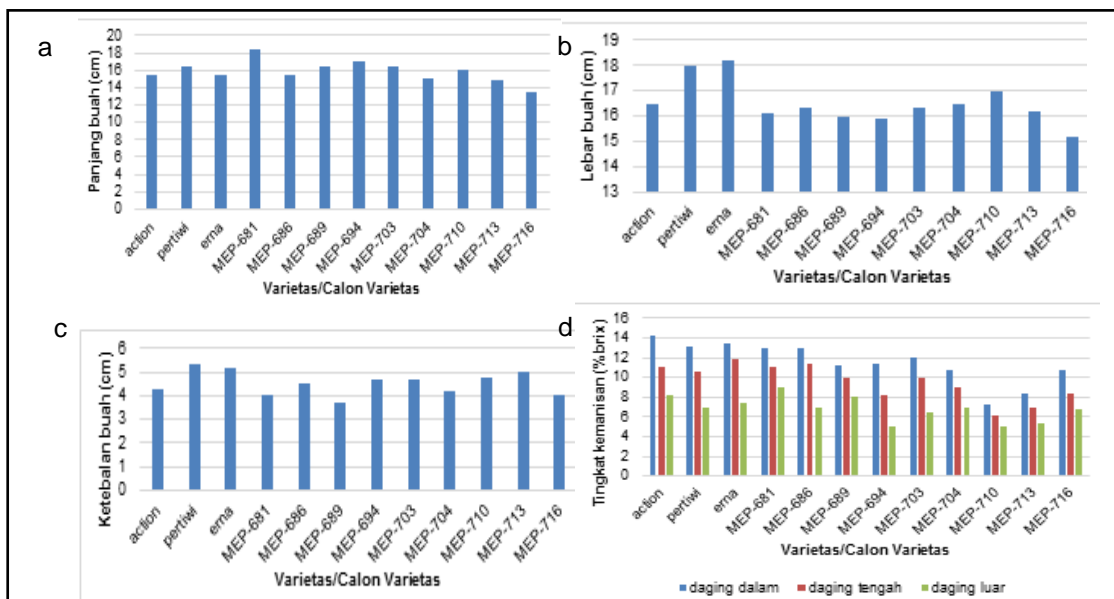 a
Panjang buah (cm)
20
18
16
14
12
10
8
6
4
2
0
action
pertiwi
erna
MEP-681
MEP-686
MEP-689
MEP-694
MEP-703
MEP-704
MEP-710
MEP-713
MEP-716
Varietas/Calon Varietas
b
Lebar buah (cm)
19
18
17
16
15
14
13
action
pertiwi
erna
MEP-681
MEP-686
MEP-689
MEP-694
MEP-703
MEP-704
MEP-710
MEP-713
MEP-716
Varietas/Calon Varietas
c
Ketebalan buah (cm)
6
5
4
3
2
1
0
action
pertiwi
erna
MEP-681
MEP-686
MEP-689
MEP-694
MEP-703
MEP-704
MEP-710
MEP-713
MEP-716
Varietas/Calon Varietas
d
Tingkat kemanisan (%brix)
16
14
12
10
8
6
4
2
0
action
pertiwi
erna
MEP-681
MEP-686
MEP-689
MEP-694
MEP-703
MEP-704
MEP-710
MEP-713
MEP-716
Varietas/Calon Varietas
daging dalam daging tengah daging luar